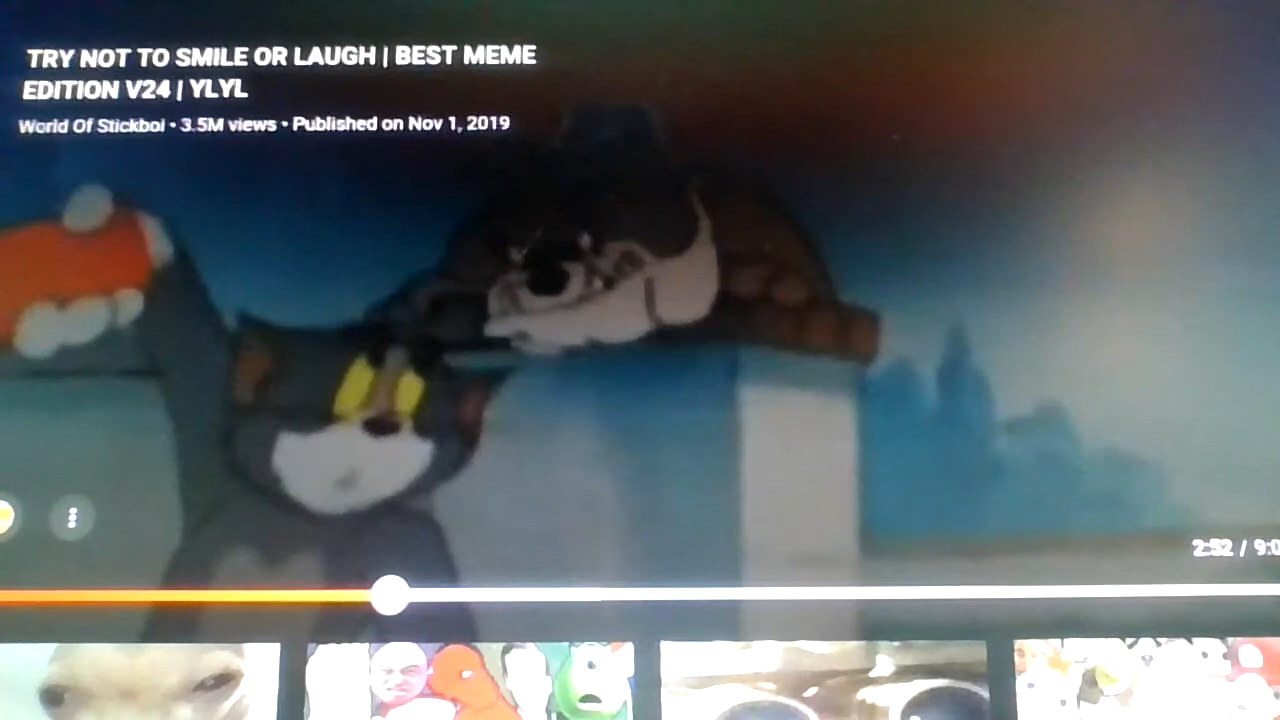 TRY NOT TO SMILE OR LAUGH | BEST MEME
EDITION V24 | YLYL
World Of Stickboi • 3.5M views • Published on Nov 1, 2019
2:52 / 9:0